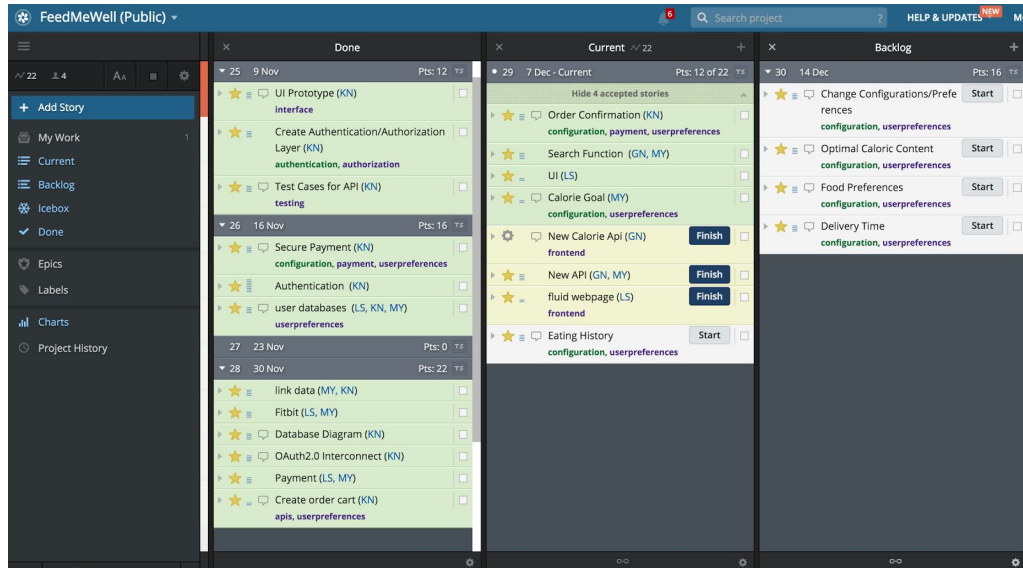 FeedMeWell (Public)
6
Search project
?
HELP & UPDATES
NEW
22
4
AA
+ Add Story
My Work 1
Current
Backlog
Icebox
Done
Epics
Labels
Charts
Project History
× Done
25 9 Nov Pts: 12 TS
UI Prototype (KN)
interface
Create Authentication/Authorization
Layer (KN)
authentication, authorization
Test Cases for API (KN)
testing
26 16 Nov Pts: 16 TS
Secure Payment (KN)
configuration, payment, userpreferences
Authentication (KN)
user databases (LS, KN, MY)
userpreferences
27 23 Nov Pts: 0 TS
28 30 Nov Pts: 22 TS
link data (MY, KN)
Fitbit (LS, MY)
Database Diagram (KN)
OAuth2.0 Interconnect (KN)
Payment (LS, MY)
Create order cart (KN)
apis, userpreferences
× Current 22 +
29 7 Dec - Current Pts: 12 of 22 TS
Hide 4 accepted stories
Order Confirmation (KN)
configuration, payment, userpreferences
Search Function (GN, MY)
UI (LS)
Calorie Goal (MY)
configuration, userpreferences
New Calorie Api (GN) Finish
frontend
New API (GN, MY) Finish
fluid webpage (LS) Finish
frontend
Eating History Start
configuration, userpreferences
× Backlog +
30 14 Dec Pts: 16 TS
Change Configurations/Prefe Start
rences
configuration, userpreferences
Optimal Caloric Content Start
configuration, userpreferences
Food Preferences Start
configuration, userpreferences
Delivery Time Start
configuration, userpreferences